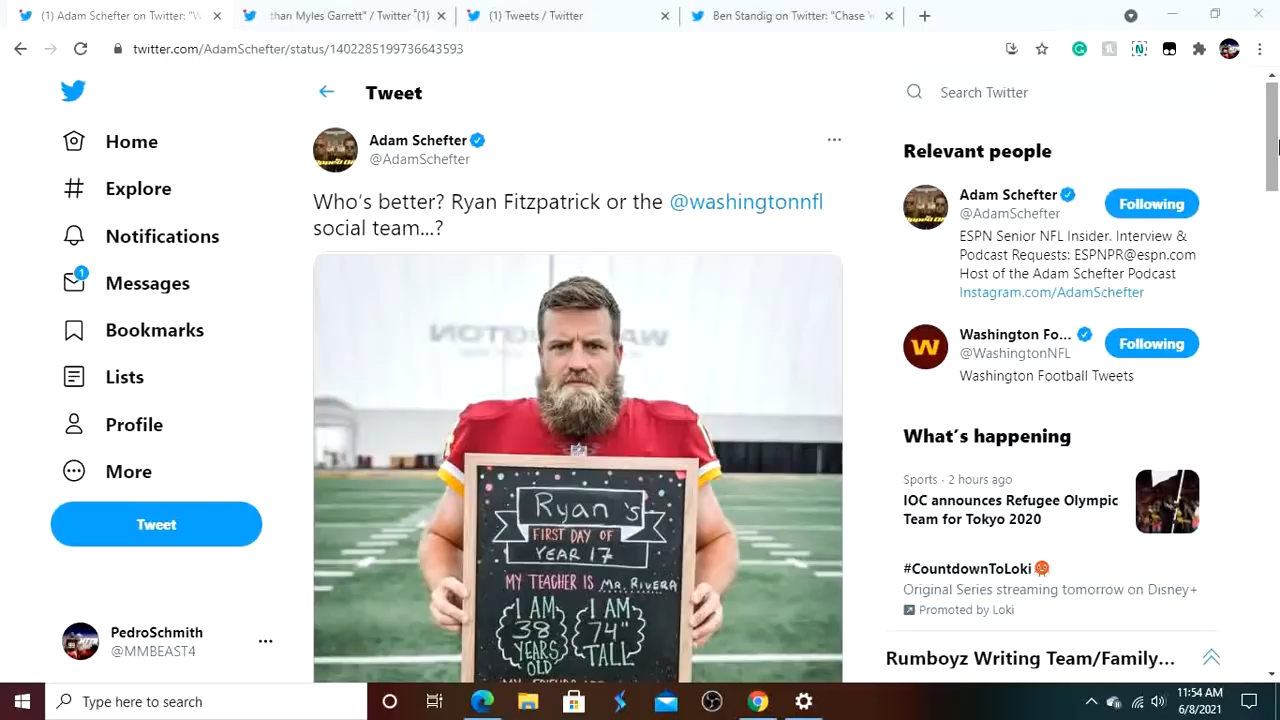 (1) Adam Schefter on Tweeter: "W
than Myles Garrett" / Twitter (1)
(1) Tweets / Twitter
Ben Standig on Tweeter: "Chase Y
twitter.com/AdamSchefter/status/1402285199736643593
Tweet
Search Twitter
Adam Schefter
@AdamSchefter
Who's better? Ryan Fitzpatrick or the @washingtonnfl
social team...?
WASHINGTON
Ryan's
FIRST DAY OF
YEAR 17
MY TEACHER IS MR. RIVERA
I AM
38
YEARS
OLD
I AM
74"
TALL
Home
Explore
Notifications
1
Messages
Bookmarks
Lists
Profile
More
Tweet
PedroSchmith
@MMBEAST4
Relevant people
Adam Schefter
@AdamSchefter
Following
ESPN Senior NFL Insider. Interview &
Podcast Requests: ESPNPR@espn.com
Host of the Adam Schefter Podcast
Instagram.com/AdamSchefter
Washington Fo...
@WashingtonNFL
Following
Washington Football Tweets
What's happening
Sports · 2 hours ago
IOC announces Refugee Olympic
Team for Tokyo 2020
#CountdownToLoki
Original Series streaming tomorrow on Disney+
Promoted by Loki
Rumboyz Writing Team/Family...
Type here to search
11:54 AM
6/8/2021